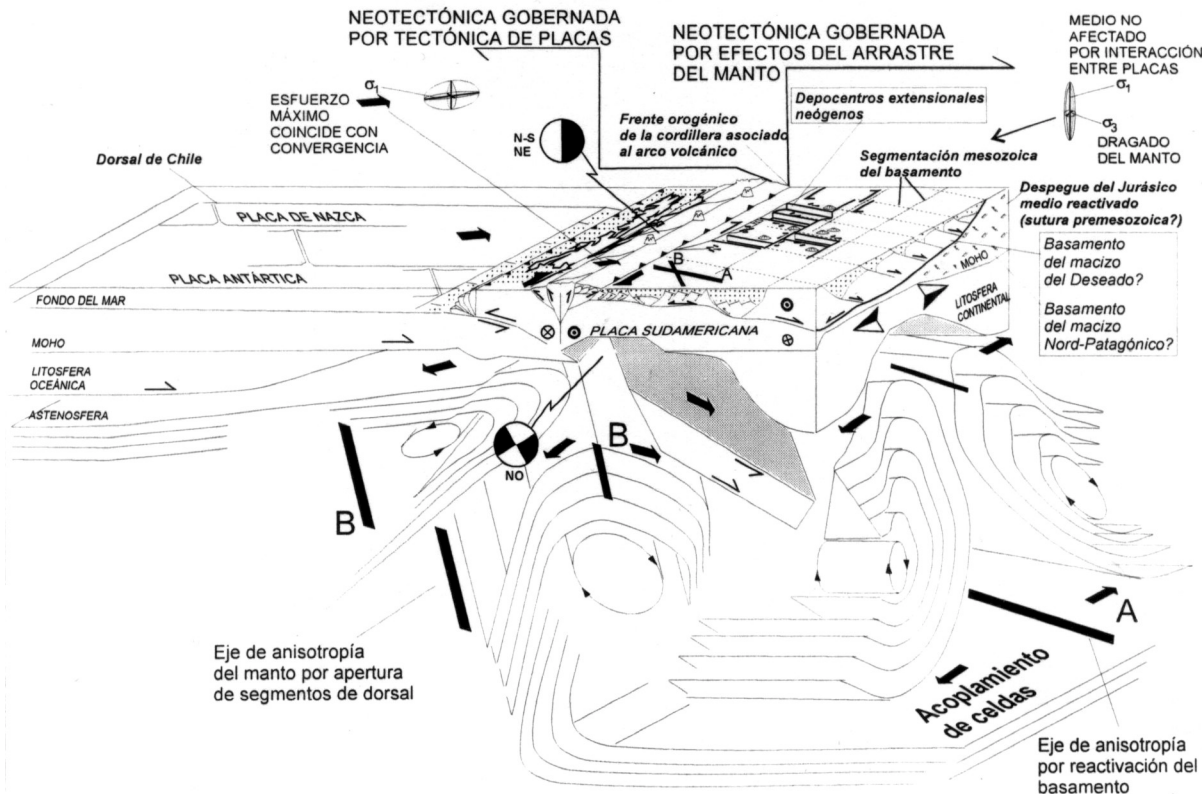 NEOTECTÓNICA GOBERNADA
POR TECTÓNICA DE PLACAS
NEOTECTÓNICA GOBERNADA
POR EFECTOS DEL ARRASTRE
DEL MANTO
MEDIO NO
AFECTADO
POR INTERACCIÓN
ENTRE PLACAS
σ1
σ3
DRAGADO
DEL MANTO
σ1
ESFUERZO
MÁXIMO
COINCIDE CON
CONVERGENCIA
N-S
NE
Frente orogénico
de la cordillera asociado
al arco volcánico
Depocentros extensionales
neógenos
Segmentación mesozoica
del basamento
Dorsal de Chile
Despegue del Jurásico
medio reactivado
(sutura premesozoica?)
PLACA DE NAZCA
PLACA ANTÁRTICA
Basamento
del macizo
del Deseado?
Basamento
del macizo
Nord-Patagónico?
B
A
MOHO
LITOSFERA
CONTINENTAL
FONDO DEL MAR
PLACA SUDAMERICANA
MOHO
LITOSFERA
OCEÁNICA
ASTENOSFERA
NO
B
B
A
Eje de anisotropía
del manto por apertura
de segmentos de dorsal
Acoplamiento
de celdas
Eje de anisotropía
por reactivación del
basamento